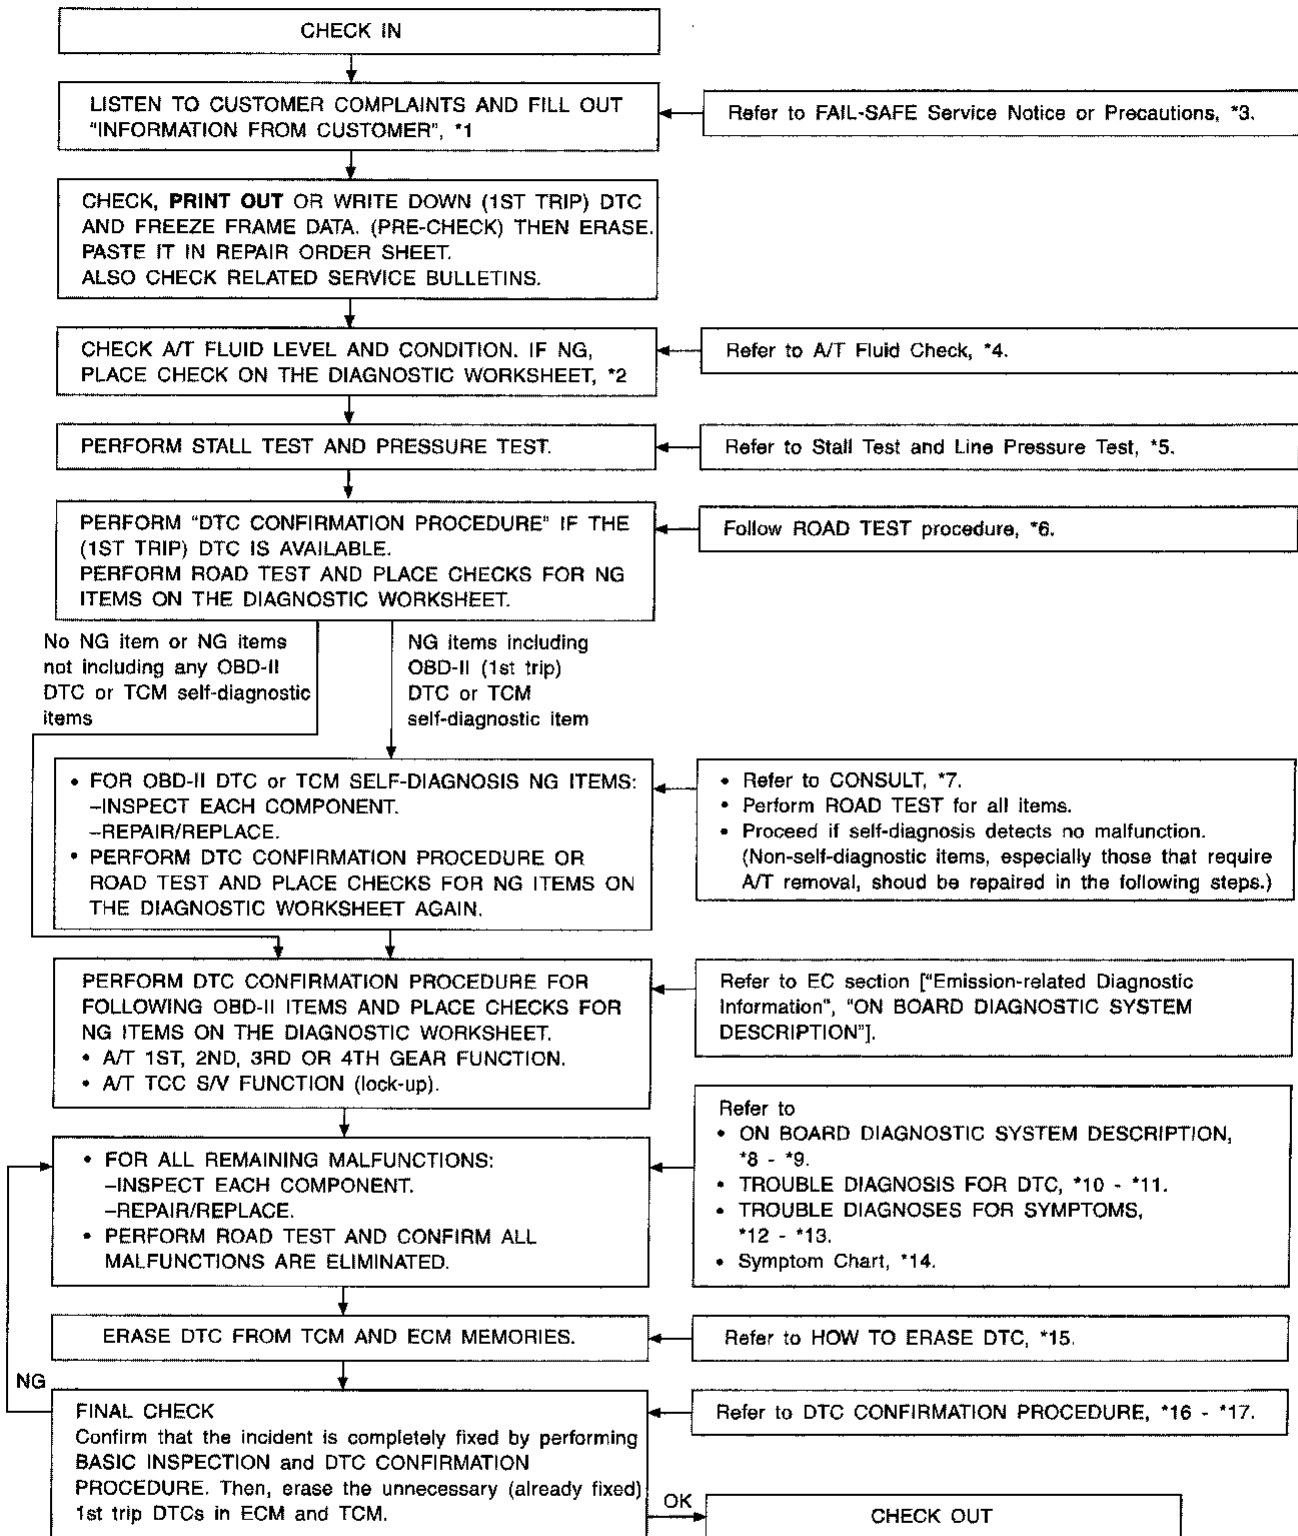 CHECK IN
LISTEN TO CUSTOMER COMPLAINTS AND FILL OUT
“INFORMATION FROM CUSTOMER”, *1
Refer to FAIL-SAFE Service Notice or Precautions, *3.
CHECK, PRINT OUT OR WRITE DOWN (1ST TRIP) DTC
AND FREEZE FRAME DATA. (PRE-CHECK) THEN ERASE.
PASTE IT IN REPAIR ORDER SHEET.
ALSO CHECK RELATED SERVICE BULLETINS.
CHECK A/T FLUID LEVEL AND CONDITION. IF NG,
PLACE CHECK ON THE DIAGNOSTIC WORKSHEET, *2
Refer to A/T Fluid Check, *4.
PERFORM STALL TEST AND PRESSURE TEST.
Refer to Stall Test and Line Pressure Test, *5.
PERFORM “DTC CONFIRMATION PROCEDURE” IF THE
(1ST TRIP) DTC IS AVAILABLE.
PERFORM ROAD TEST AND PLACE CHECKS FOR NG
ITEMS ON THE DIAGNOSTIC WORKSHEET.
Follow ROAD TEST procedure, *6.
No NG item or NG items
not including any OBD-II
DTC or TCM self-diagnostic
items
NG items including
OBD-II (1st trip)
DTC or TCM
self-diagnostic item
• FOR OBD-II DTC or TCM SELF-DIAGNOSIS NG ITEMS:
–INSPECT EACH COMPONENT.
–REPAIR/REPLACE.
• PERFORM DTC CONFIRMATION PROCEDURE OR
ROAD TEST AND PLACE CHECKS FOR NG ITEMS ON
THE DIAGNOSTIC WORKSHEET AGAIN.
• Refer to CONSULT, *7.
• Perform ROAD TEST for all items.
• Proceed if self-diagnosis detects no malfunction.
(Non-self-diagnostic items, especially those that require
A/T removal, shoud be repaired in the following steps.)
PERFORM DTC CONFIRMATION PROCEDURE FOR
FOLLOWING OBD-II ITEMS AND PLACE CHECKS FOR
NG ITEMS ON THE DIAGNOSTIC WORKSHEET.
• A/T 1ST, 2ND, 3RD OR 4TH GEAR FUNCTION.
• A/T TCC S/V FUNCTION (lock-up).
Refer to EC section [“Emission-related Diagnostic
Information”, “ON BOARD DIAGNOSTIC SYSTEM
DESCRIPTION”].
• FOR ALL REMAINING MALFUNCTIONS:
–INSPECT EACH COMPONENT.
–REPAIR/REPLACE.
• PERFORM ROAD TEST AND CONFIRM ALL
MALFUNCTIONS ARE ELIMINATED.
Refer to
• ON BOARD DIAGNOSTIC SYSTEM DESCRIPTION,
*8 - *9.
• TROUBLE DIAGNOSIS FOR DTC, *10 - *11.
• TROUBLE DIAGNOSES FOR SYMPTOMS,
*12 - *13.
• Symptom Chart, *14.
ERASE DTC FROM TCM AND ECM MEMORIES.
Refer to HOW TO ERASE DTC, *15.
NG
FINAL CHECK
Confirm that the incident is completely fixed by performing
BASIC INSPECTION and DTC CONFIRMATION
PROCEDURE. Then, erase the unnecessary (already fixed)
1st trip DTCs in ECM and TCM.
Refer to DTC CONFIRMATION PROCEDURE, *16 - *17.
OK
CHECK OUT